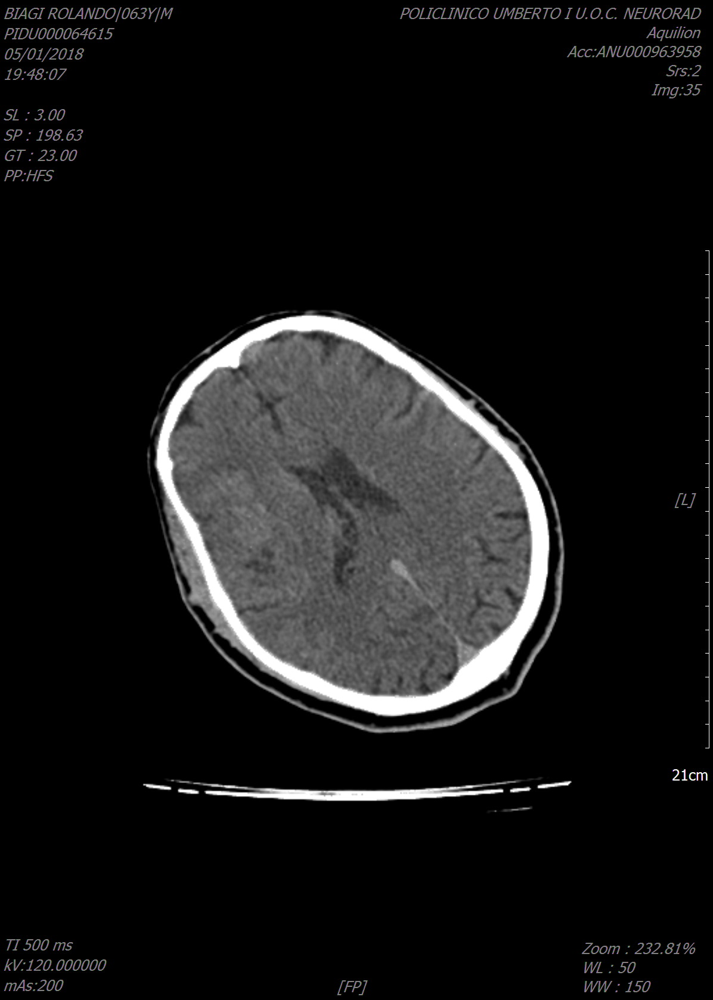 BIAGI ROLANDO|063Y|M
PIDU000064615
05/01/2018
19:48:07
SL : 3.00
SP : 198.63
GT : 23.00
PP:HFS
POLICLINICO UMBERTO I U.O.C. NEURORAD
Aquilion
Acc:ANU000963958
Srs:2
Img:35
[L]
21cm
TI 500 ms
kV:120.000000
mAs:200
[FP]
Zoom : 232.81%
WL : 50
WW : 150